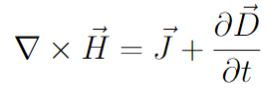 ∇ × H⃗ = J⃗ + ∂D⃗/∂t